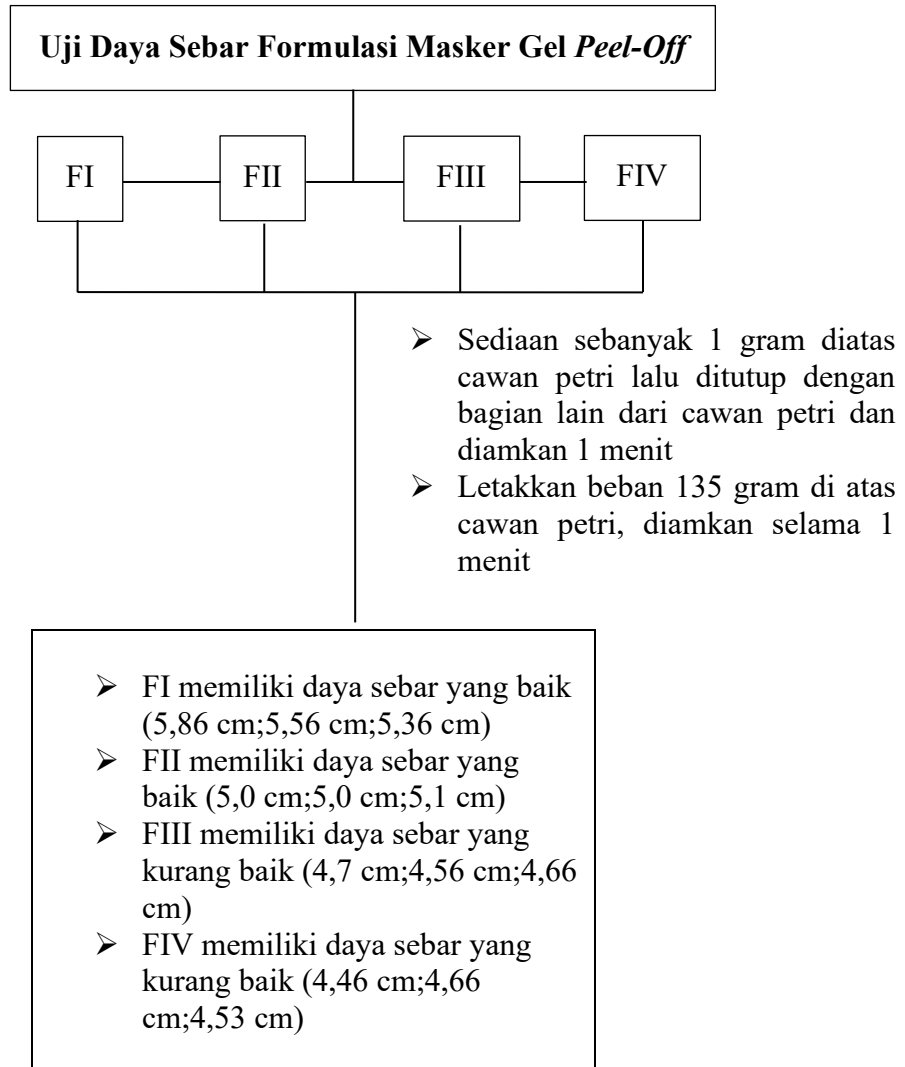 Uji Daya Sebar Formulasi Masker Gel Peel-Off
FI
FII
FIII
FIV
➢ Sediaan sebanyak 1 gram diatas
cawan petri lalu ditutup dengan
bagian lain dari cawan petri dan
diamkan 1 menit
➢ Letakkan beban 135 gram di atas
cawan petri, diamkan selama 1
menit
➢ FI memiliki daya sebar yang baik
(5,86 cm;5,56 cm;5,36 cm)
➢ FII memiliki daya sebar yang
baik (5,0 cm;5,0 cm;5,1 cm)
➢ FIII memiliki daya sebar yang
kurang baik (4,7 cm;4,56 cm;4,66
cm)
➢ FIV memiliki daya sebar yang
kurang baik (4,46 cm;4,66
cm;4,53 cm)